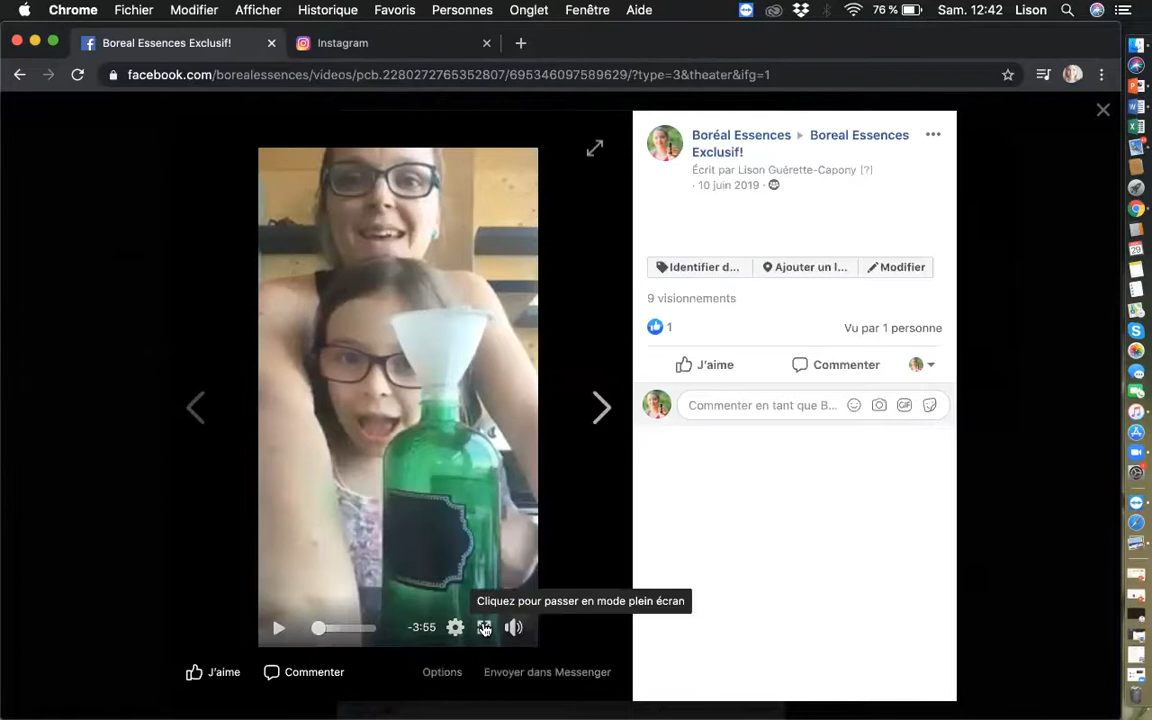 Chrome Fichier Modifier Afficher Historique Favoris Personnes Onglet Fenêtre Aide 76 % Sam. 12:42 Lison
Boreal Essences Exclusif! Instagram
facebook.com/borealessences/videos/pcb.2280272765352807/695346097589629/?type=3&theater&ifg=1
Boréal Essences ▸ Boreal Essences
Exclusif!
Écrit par Lison Guérette-Capony [?]
· 10 juin 2019 ·
Identifier d... Ajouter un l... Modifier
9 visionnements
1 Vu par 1 personne
J'aime Commenter
Commenter en tant que B... GIF
Cliquez pour passer en mode plein écran
-3:55
J'aime Commenter Options Envoyer dans Messenger